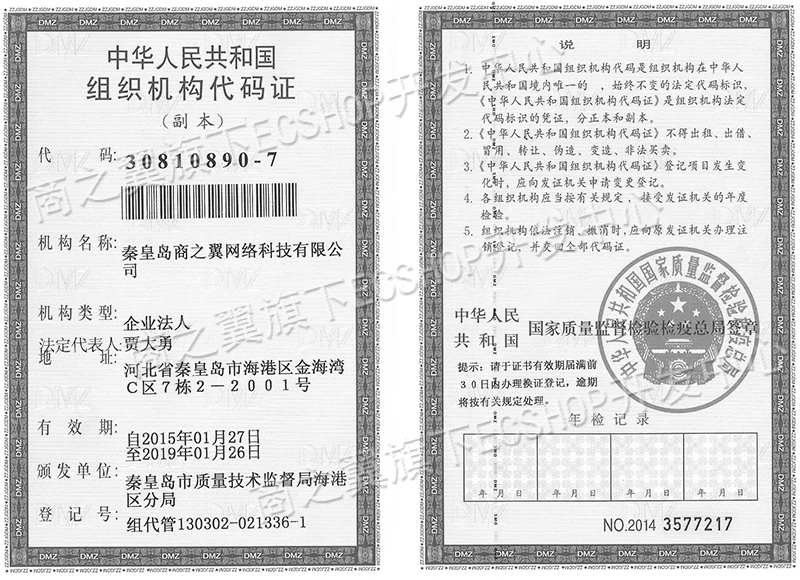 中华人民共和国
组织机构代码证
(副本)
代 码: 30810890-7
机构名称: 秦皇岛商之翼网络科技有限公
司
机构类型: 企业法人
法定代表人 贾大勇
地 址: 河北省秦皇岛市海港区金海湾
C区7栋2-2001号
有 效 期: 自2015年01月27日
至2019年01月26日
颁发单位: 秦皇岛市质量技术监督局海港
区分局
登 记 号: 组代管130302-021336-1
说 明
1. 中华人民共和国组织机构代码是组织机构在中华人
民共和国境内唯一的、始终不变的法定代码标识,
《中华人民共和国组织机构代码证》是组织机构法定
代码标识的凭证,分正本和副本。
2.《中华人民共和国组织机构代码证》不得出租、出借、
冒用、转让、伪造、变造、非法买卖。
3.《中华人民共和国组织机构代码证》登记项目发生变
化时,应向发证机关申请变更登记。
4. 各组织机构应当按有关规定,接受发证机关的年度
检验。
5. 组织机构依法注销、撤消时,应向原发证机关办理注
销登记,并交回全部代码证。
中华人民
共和国 国家质量监督检验检疫总局签章
中华人民共和国国家质量监督检验检疫总局
提示:请于证书有效期届满前
30日内办理换证登记,逾期
将按有关规定处理。
年检记录
年 月 日 年 月 日 年 月 日 年 月 日
NO.2014 3577217
商之翼旗下ECSHOP开发中心
商之翼旗下ECSHOP开发中心
DMZ
ZZJGDM